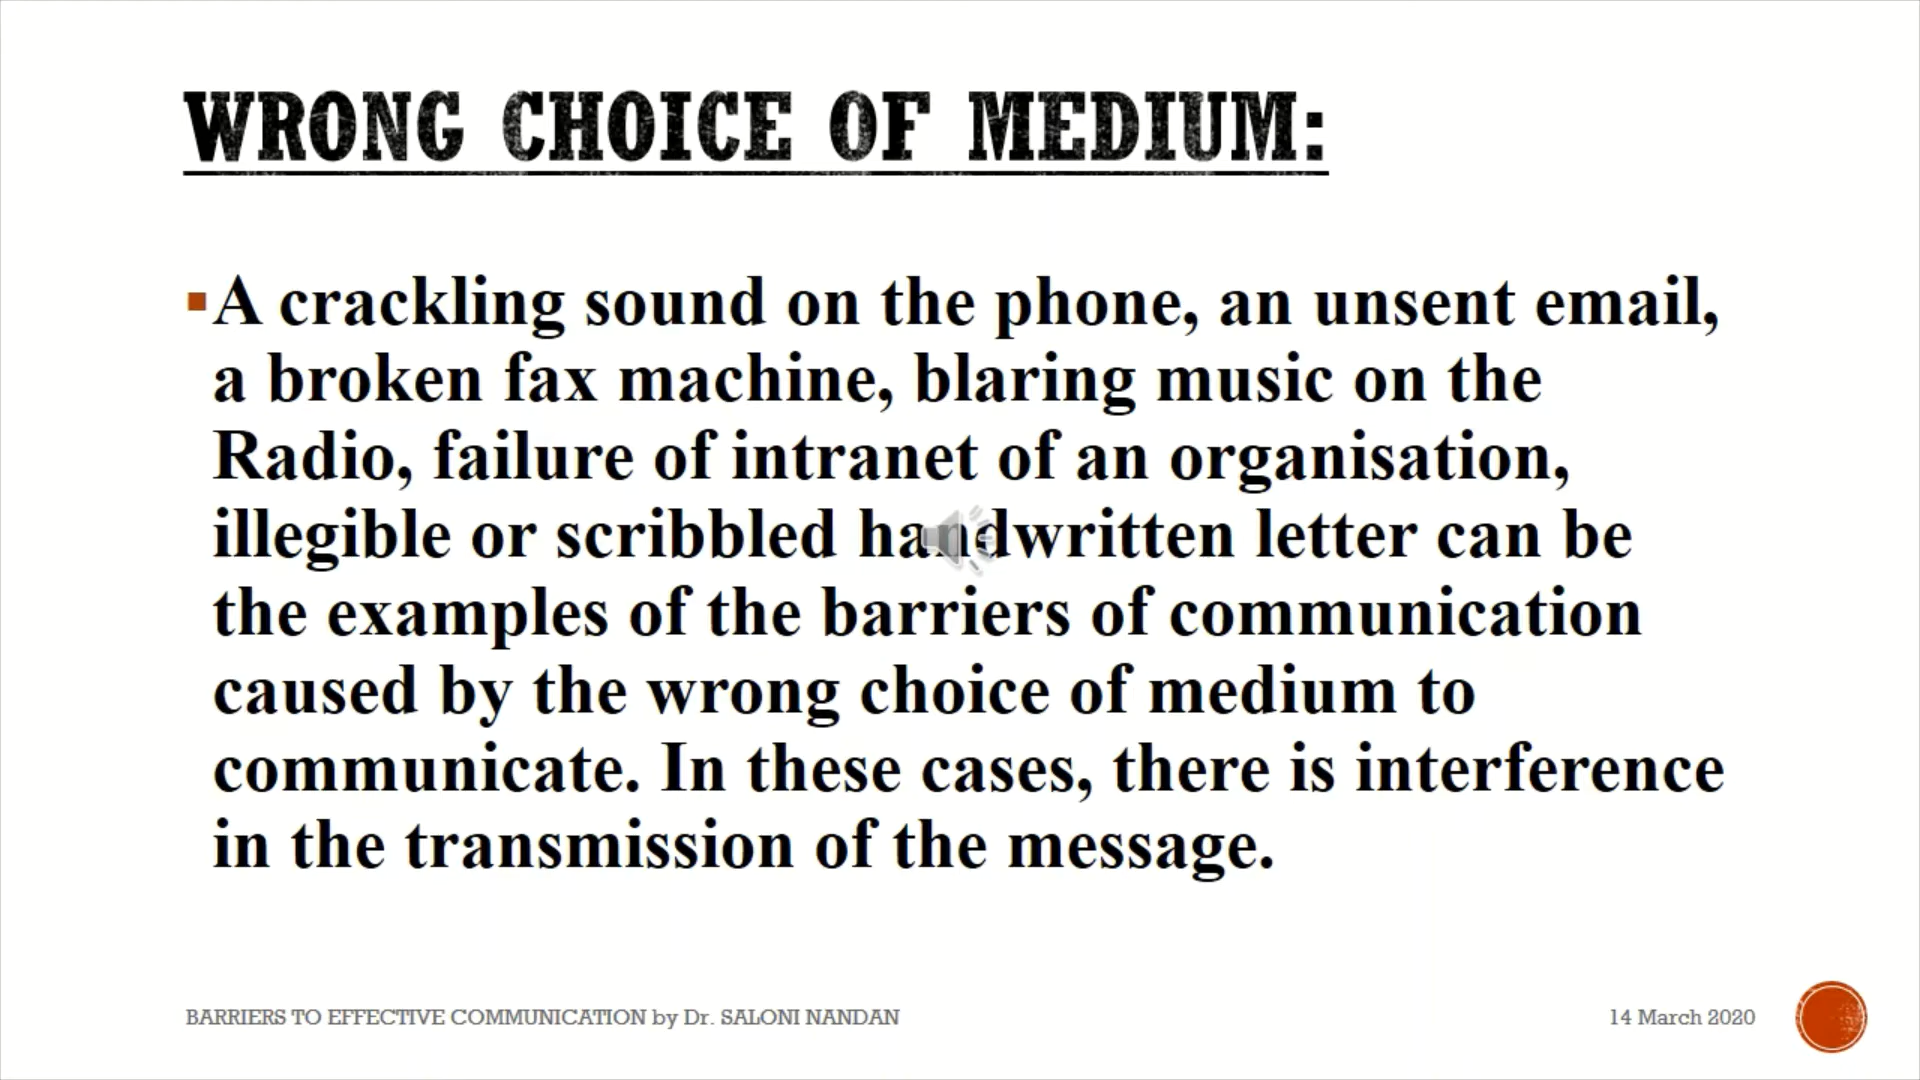 WRONG CHOICE OF MEDIUM:
▪A crackling sound on the phone, an unsent email,
a broken fax machine, blaring music on the
Radio, failure of intranet of an organisation,
illegible or scribbled handwritten letter can be
the examples of the barriers of communication
caused by the wrong choice of medium to
communicate. In these cases, there is interference
in the transmission of the message.
BARRIERS TO EFFECTIVE COMMUNICATION by Dr. SALONI NANDAN
14 March 2020